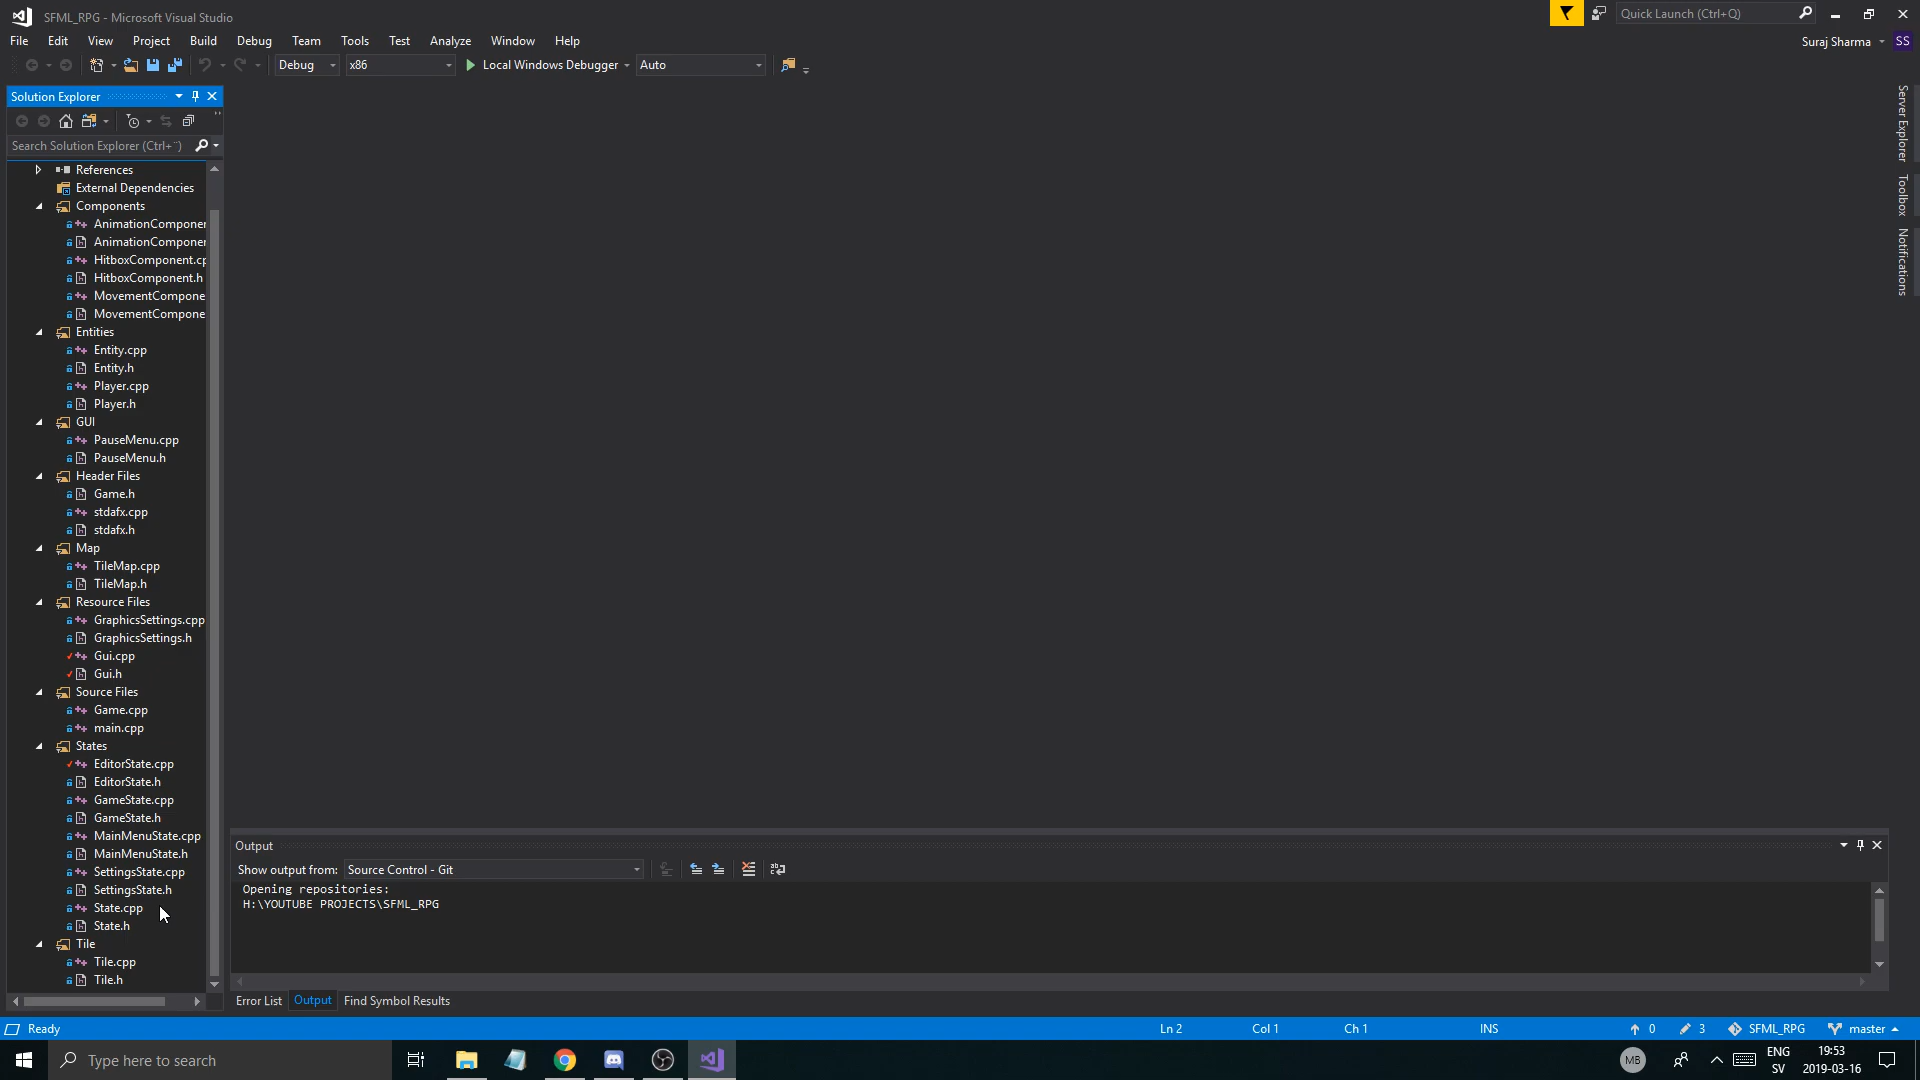 SFML_RPG - Microsoft Visual Studio
Quick Launch (Ctrl+Q)
File Edit View Project Build Debug Team Tools Test Analyze Window Help
Suraj Sharma SS
Debug x86 Local Windows Debugger Auto
Solution Explorer
Search Solution Explorer (Ctrl+¨)
References
External Dependencies
Components
AnimationComponen
AnimationComponen
HitboxComponent.cp
HitboxComponent.h
MovementCompone
MovementCompone
Entities
Entity.cpp
Entity.h
Player.cpp
Player.h
GUI
PauseMenu.cpp
PauseMenu.h
Header Files
Game.h
stdafx.cpp
stdafx.h
Map
TileMap.cpp
TileMap.h
Resource Files
GraphicsSettings.cpp
GraphicsSettings.h
Gui.cpp
Gui.h
Source Files
Game.cpp
main.cpp
States
EditorState.cpp
EditorState.h
GameState.cpp
GameState.h
MainMenuState.cpp
MainMenuState.h
SettingsState.cpp
SettingsState.h
State.cpp
State.h
Tile
Tile.cpp
Tile.h
Server Explorer
Toolbox
Notifications
Output
Show output from: Source Control - Git
Opening repositories:
H:\YOUTUBE PROJECTS\SFML_RPG
Error List Output Find Symbol Results
Ready Ln 2 Col 1 Ch 1 INS 0 3 SFML_RPG master
Type here to search
MB
ENG
SV
19:53
2019-03-16